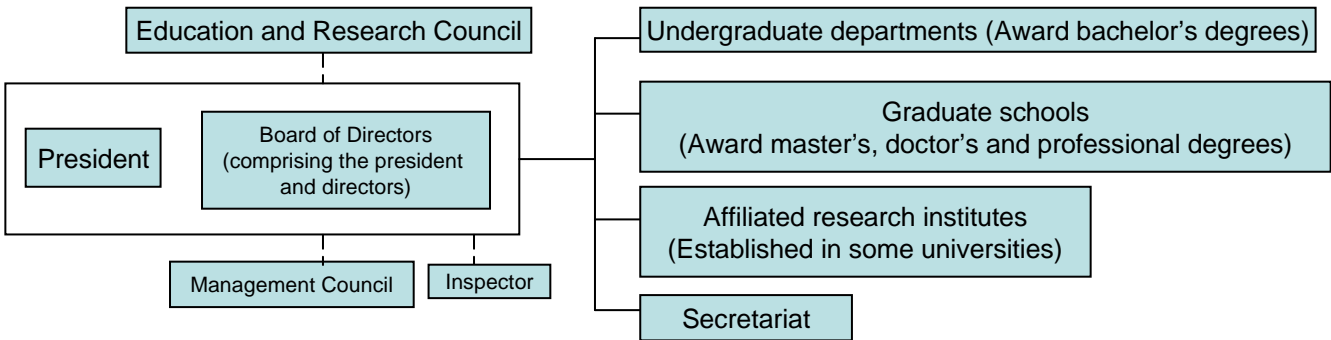 Education and Research Council
President
Board of Directors
(comprising the president
and directors)
Management Council
Inspector
Undergraduate departments (Award bachelor’s degrees)
Graduate schools
(Award master’s, doctor’s and professional degrees)
Affiliated research institutes
(Established in some universities)
Secretariat